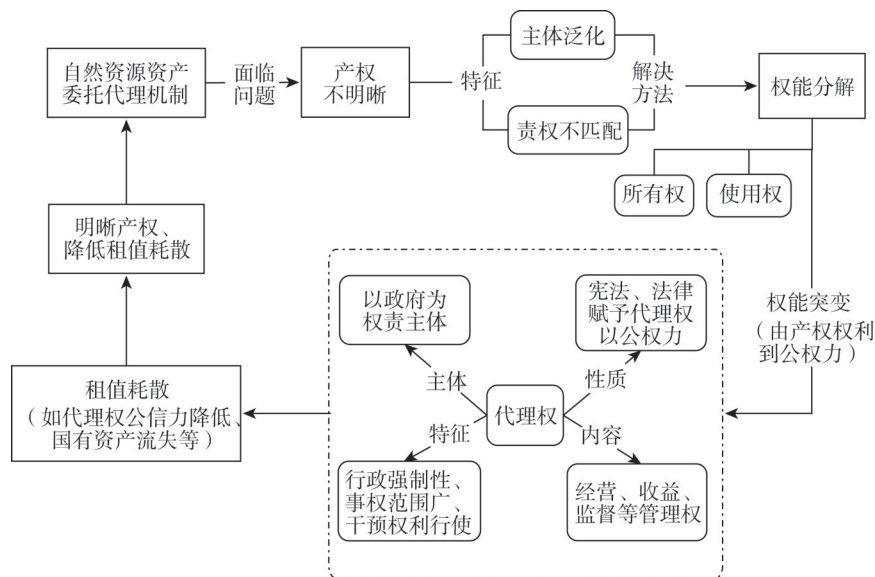 自然资源资产
委托代理机制
面临
问题
产权
不明晰
特征
主体泛化
责权不匹配
解决
方法
权能分解
所有权
使用权
权能突变
（由产权权利
到公权力）
明晰产权、
降低租值耗散
租值耗散
（如代理权公信力降低、
国有资产流失等）
以政府为
权责主体
宪法、法律
赋予代理权
以公权力
主体
性质
代理权
特征
内容
行政强制性、
事权范围广、
干预权利行使
经营、收益、
监督等管理权